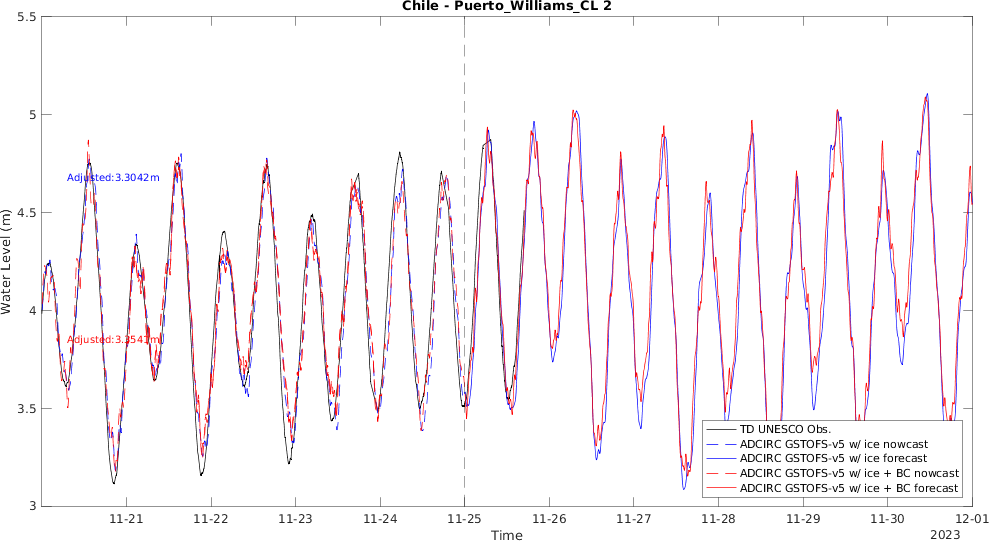 Chile - Puerto_Williams_CL 2
5.5
5
4.5
4
3.5
3
Water Level (m)
Adjusted:3.3042m
TD UNESCO Obs.
ADCIRC GSTOFS-v5 w/ ice nowcast
ADCIRC GSTOFS-v5 w/ ice forecast
ADCIRC GSTOFS-v5 w/ ice + BC nowcast
ADCIRC GSTOFS-v5 w/ ice + BC forecast
11-21
11-22
11-23
11-24
11-25
11-26
11-27
11-28
11-29
11-30
12-01
Time
2023